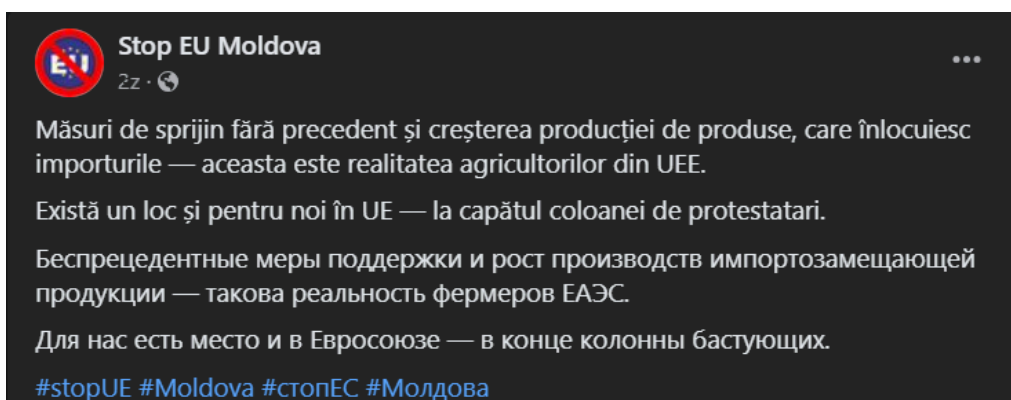 Stop EU Moldova
EU
2z
Măsuri de sprijin fără precedent și creșterea producției de produse, care înlocuiesc
importurile — aceasta este realitatea agricultorilor din UEE.
Există un loc și pentru noi în UE — la capătul coloanei de protestatari.
Беспрецедентные меры поддержки и рост производств импортозамещающей
продукции — такова реальность фермеров ЕАЭС.
Для нас есть место и в Евросоюзе — в конце колонны бастующих.
#stopUE #Moldova #стопЕС #Молдова